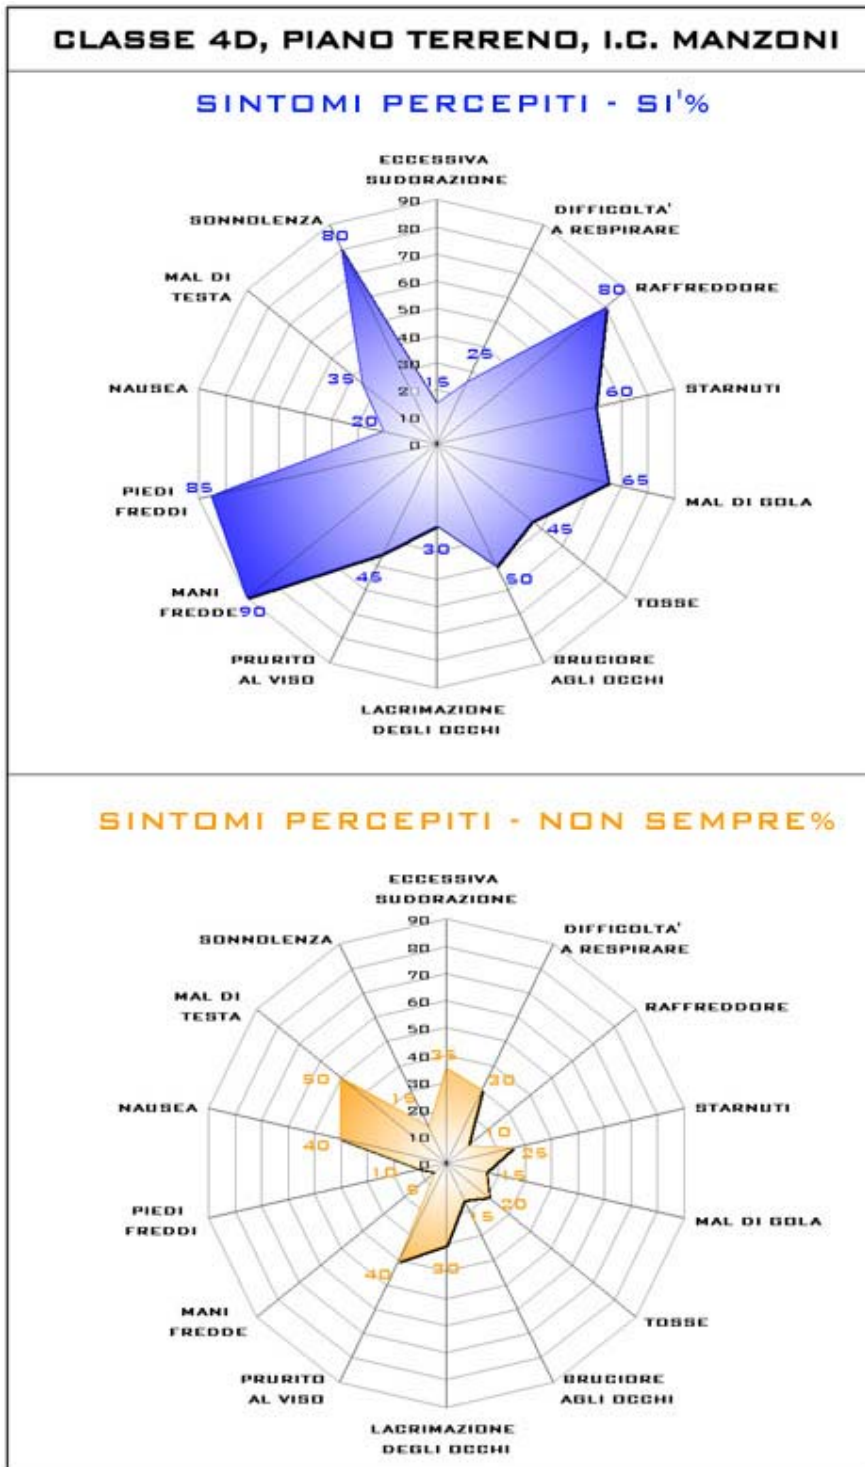 CLASSE 4D, PIANO TERRENO, I.C. MANZONI
SINTOMI PERCEPITI - SI'%
ECCESSIVA
SUDORAZIONE
DIFFICOLTA'
A RESPIRARE
RAFFREDDORE
STARNUTI
MAL DI GOLA
TOSSE
BRUCIORE
AGLI OCCHI
LACRIMAZIONE
DEGLI OCCHI
PRURITO
AL VISO
MANI
FREDDE
PIEDI
FREDDI
NAUSEA
MAL DI
TESTA
SONNOLENZA
90
80
70
60
50
40
30
20
10
0
15
25
80
60
65
45
50
30
45
90
85
20
35
80
SINTOMI PERCEPITI - NON SEMPRE%
ECCESSIVA
SUDORAZIONE
DIFFICOLTA'
A RESPIRARE
RAFFREDDORE
STARNUTI
MAL DI GOLA
TOSSE
BRUCIORE
AGLI OCCHI
LACRIMAZIONE
DEGLI OCCHI
PRURITO
AL VISO
MANI
FREDDE
PIEDI
FREDDI
NAUSEA
MAL DI
TESTA
SONNOLENZA
90
80
70
60
50
40
30
20
10
0
35
30
10
25
15
20
15
30
40
5
10
40
50
15